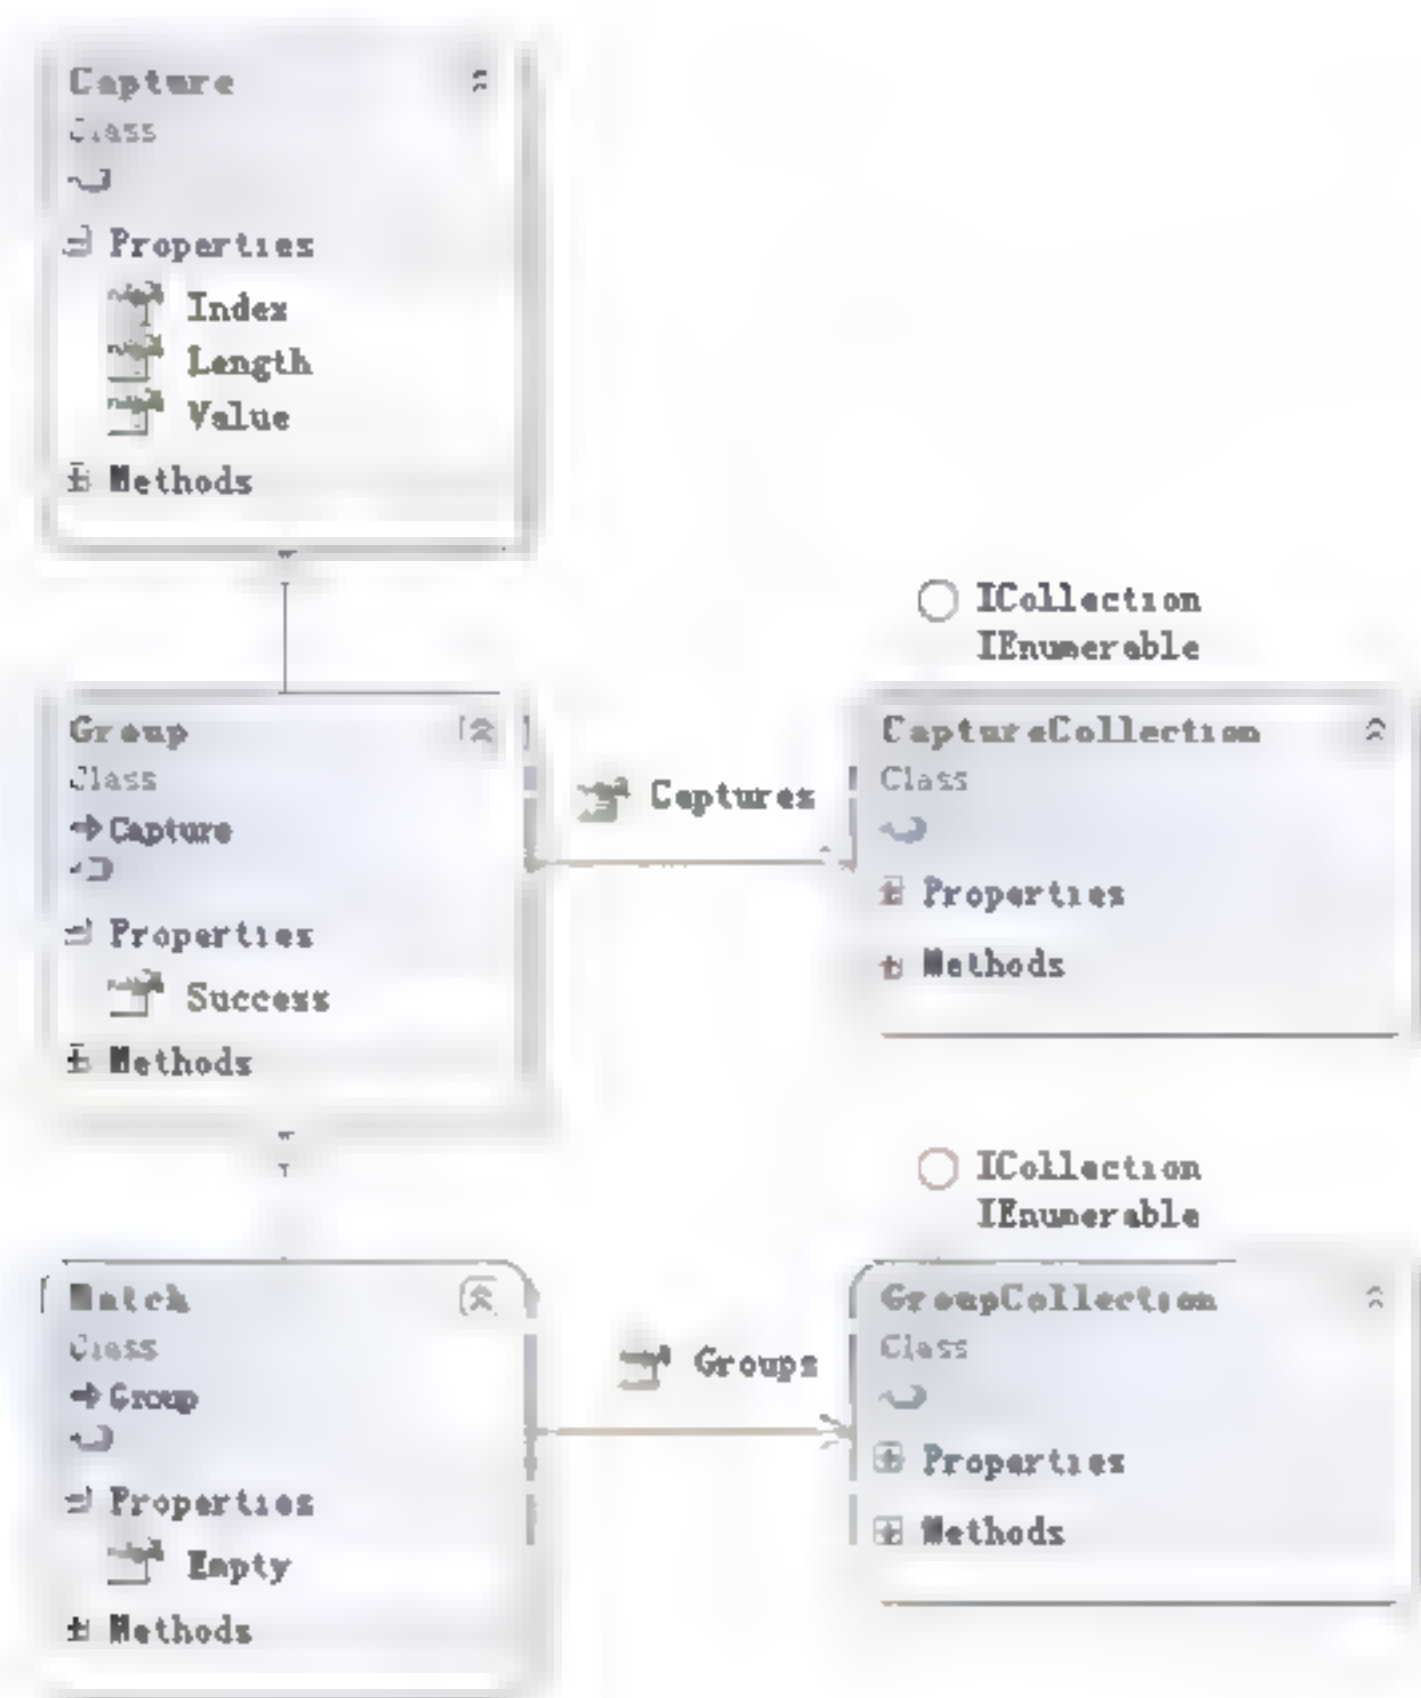 Capture
Class
Properties
Index
Length
Value
Methods
ICollection
IEnumerable
Group
Class
Capture
Properties
Success
Methods
Captures
CaptureCollection
Class
Properties
Methods
ICollection
IEnumerable
Match
Class
Group
Properties
Empty
Methods
Groups
GroupCollection
Class
Properties
Methods